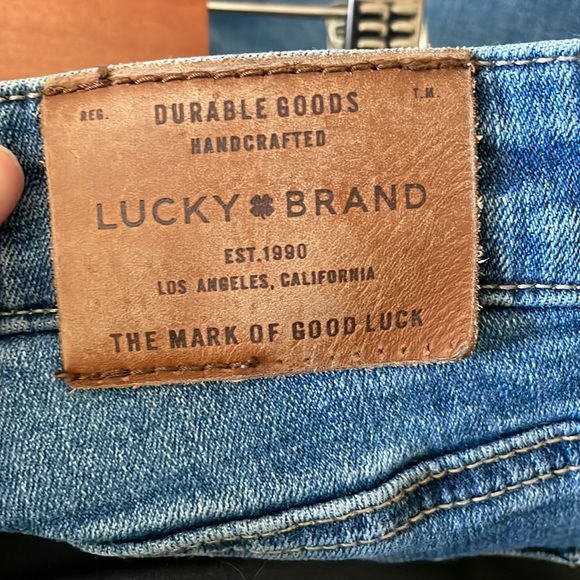 REG. DURABLE GOODS T.M.
HANDCRAFTED
LUCKY BRAND
EST.1990
LOS ANGELES, CALIFORNIA
THE MARK OF GOOD LUCK